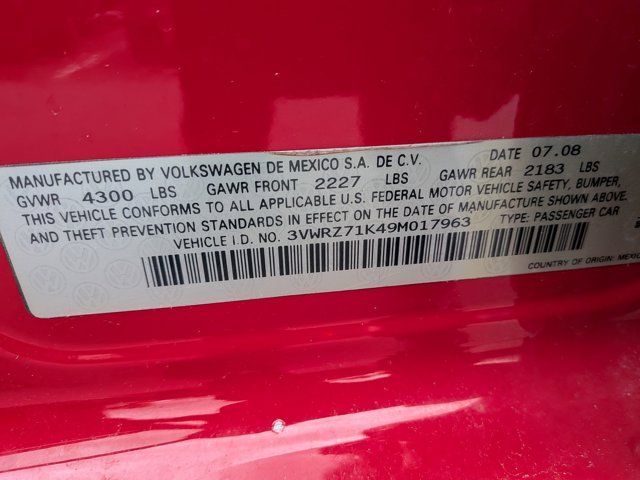 MANUFACTURED BY VOLKSWAGEN DE MEXICO S.A. DE C.V. DATE 07.08
GVWR 4300 LBS GAWR FRONT 2227 LBS GAWR REAR 2183 LBS
THIS VEHICLE CONFORMS TO ALL APPLICABLE U.S. FEDERAL MOTOR VEHICLE SAFETY, BUMPER,
THEFT PREVENTION STANDARDS IN EFFECT ON THE DATE OF MANUFACTURE SHOWN ABOVE.
VEHICLE I.D. NO. 3VWRZ71K49M017963 TYPE: PASSENGER CAR
COUNTRY OF ORIGIN: MEXIC